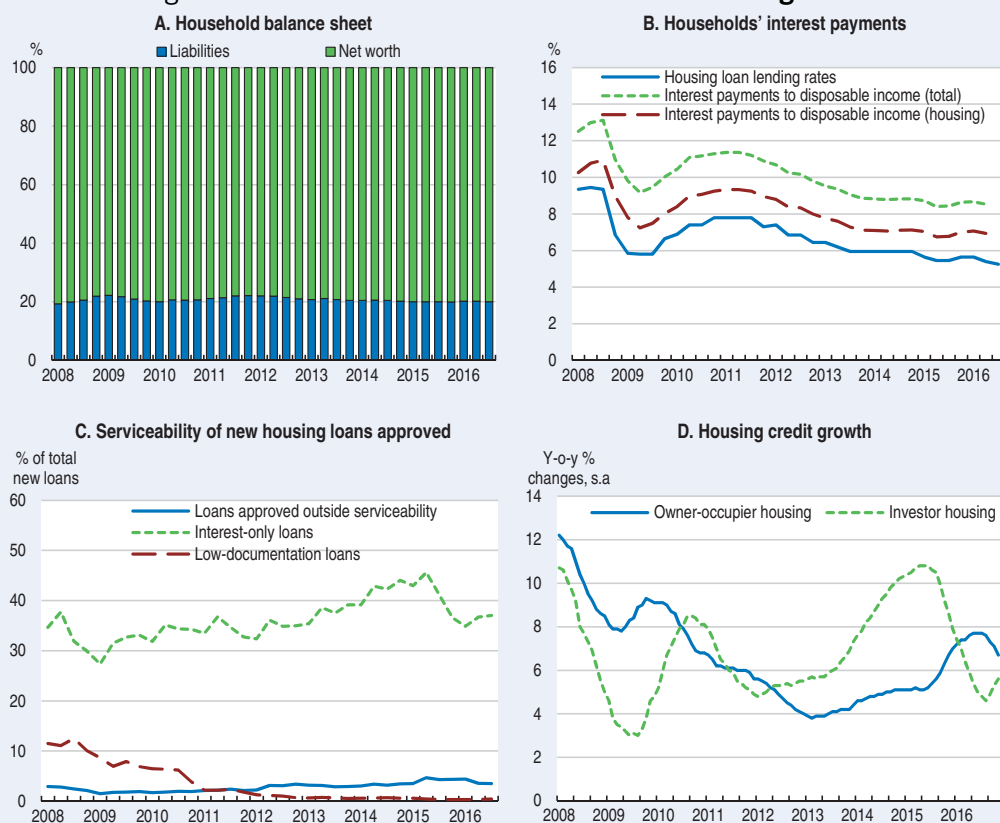 A. Household balance sheet
%
Liabilities
Net worth
100
80
60
40
20
0
2008 2009 2010 2011 2012 2013 2014 2015 2016
B. Households' interest payments
%
Housing loan lending rates
Interest payments to disposable income (total)
Interest payments to disposable income (housing)
16
14
12
10
8
6
4
2
0
2008 2009 2010 2011 2012 2013 2014 2015 2016
C. Serviceability of new housing loans approved
% of total
new loans
Loans approved outside serviceability
Interest-only loans
Low-documentation loans
60
50
40
30
20
10
0
2008 2009 2010 2011 2012 2013 2014 2015 2016
D. Housing credit growth
Y-o-y %
changes, s.a
Owner-occupier housing
Investor housing
14
12
10
8
6
4
2
0
2008 2009 2010 2011 2012 2013 2014 2015 2016